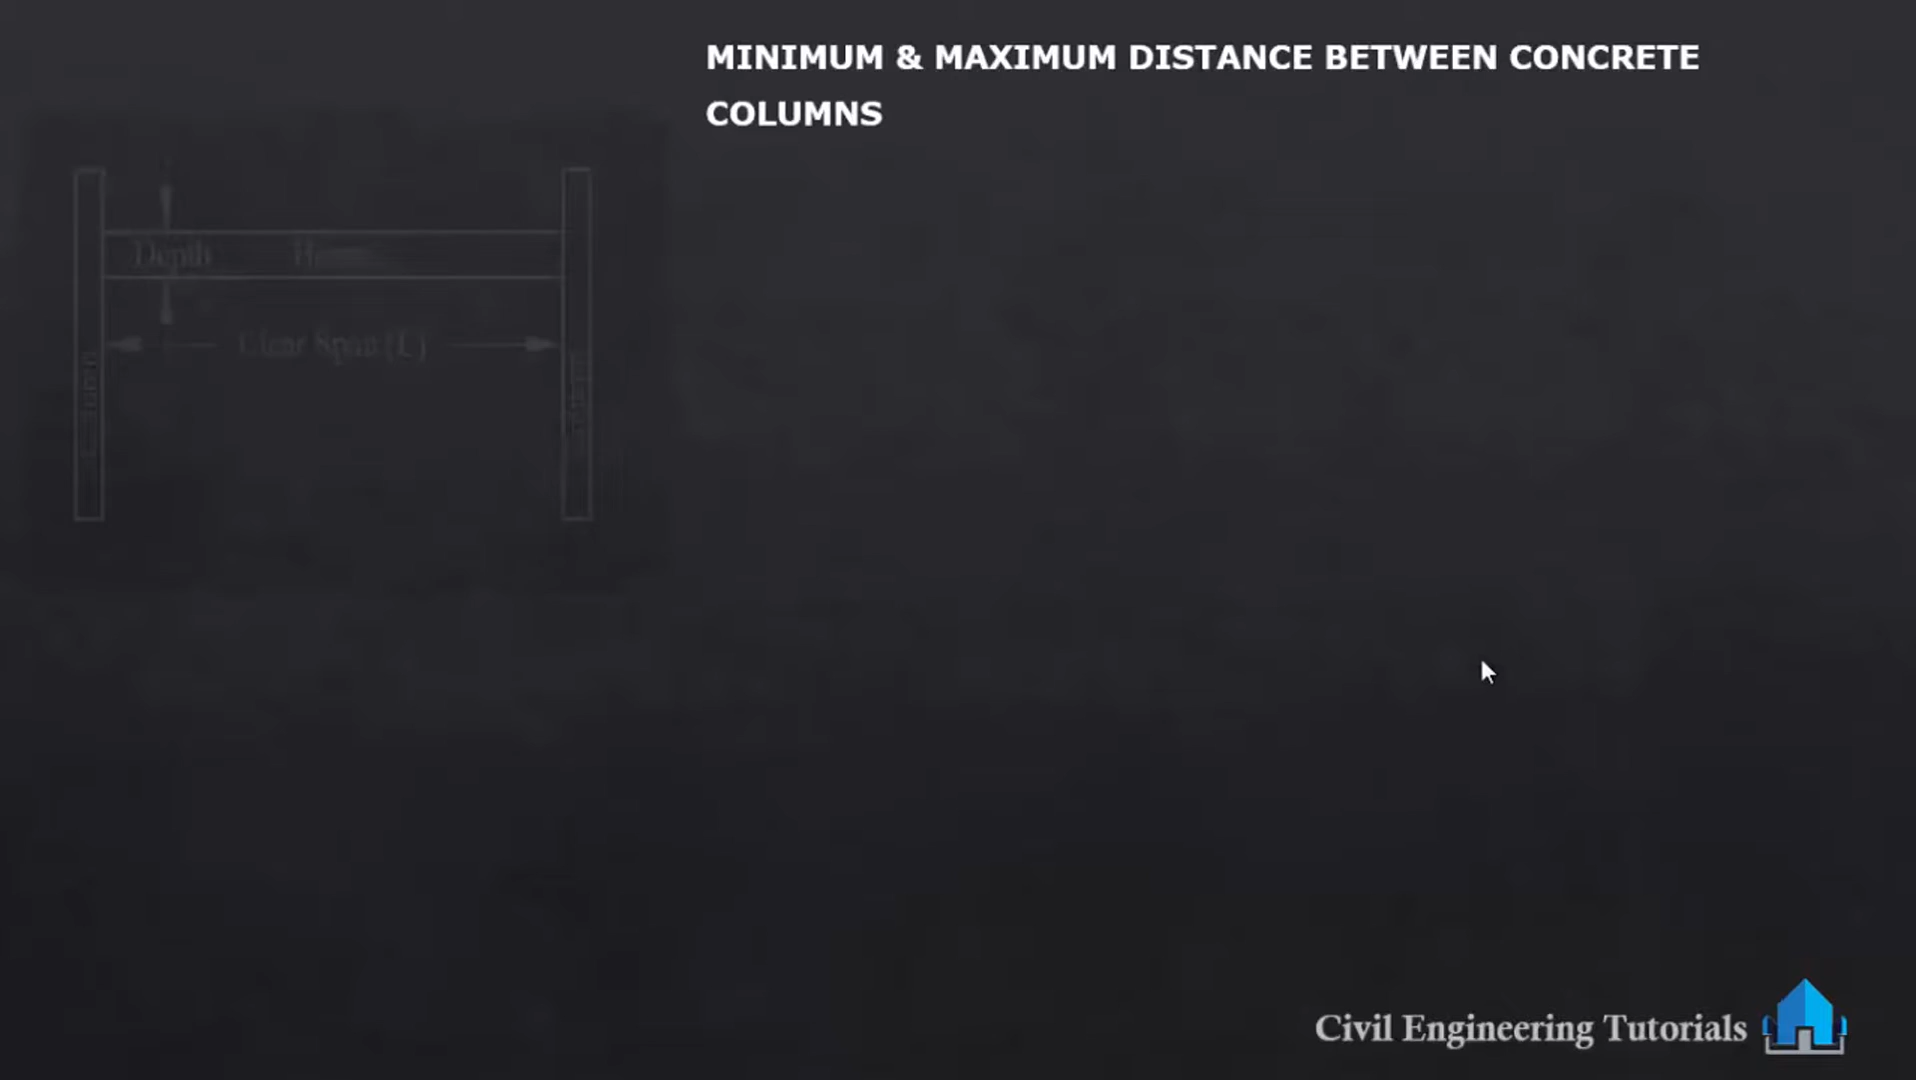 MINIMUM & MAXIMUM DISTANCE BETWEEN CONCRETE
COLUMNS
Depth
Clear Span (L)
Civil Engineering Tutorials